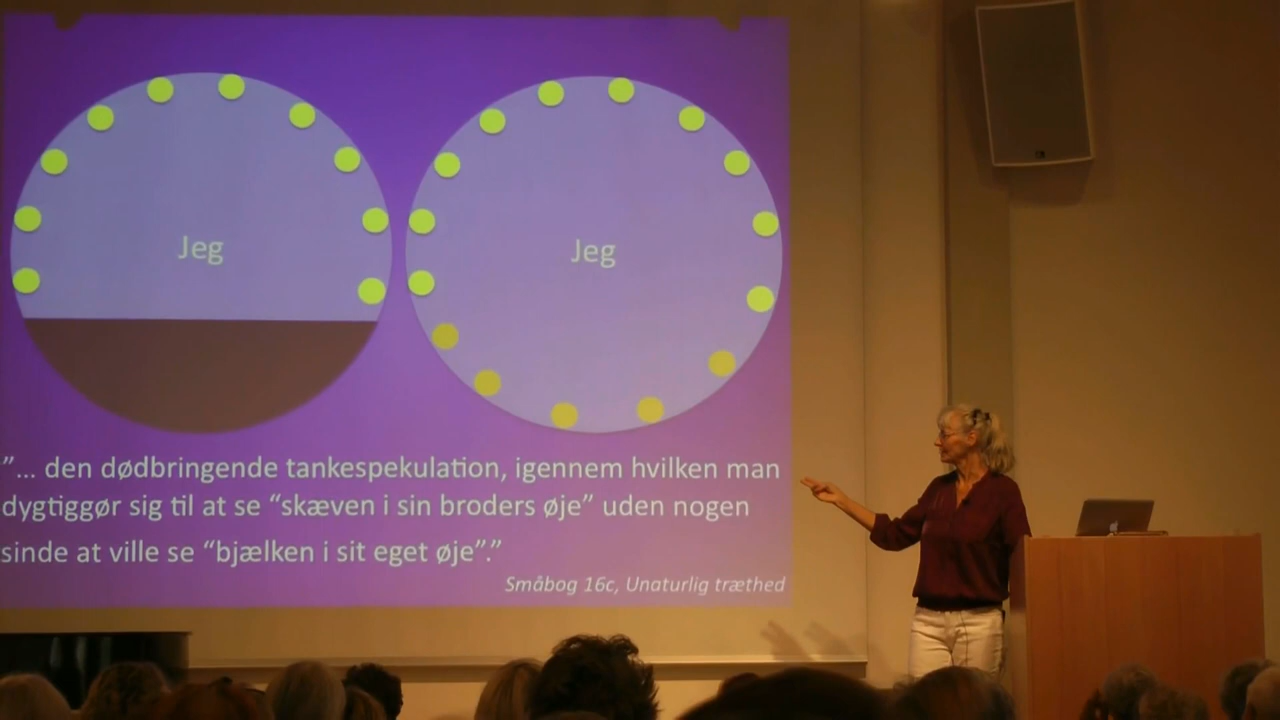 Jeg
Jeg
”... den dødbringende tankespekulation, igennem hvilken man
dygtiggør sig til at se “skæven i sin broders øje” uden nogen
sinde at ville se “bjælken i sit eget øje”.”
Småbog 16c, Unaturlig træthed